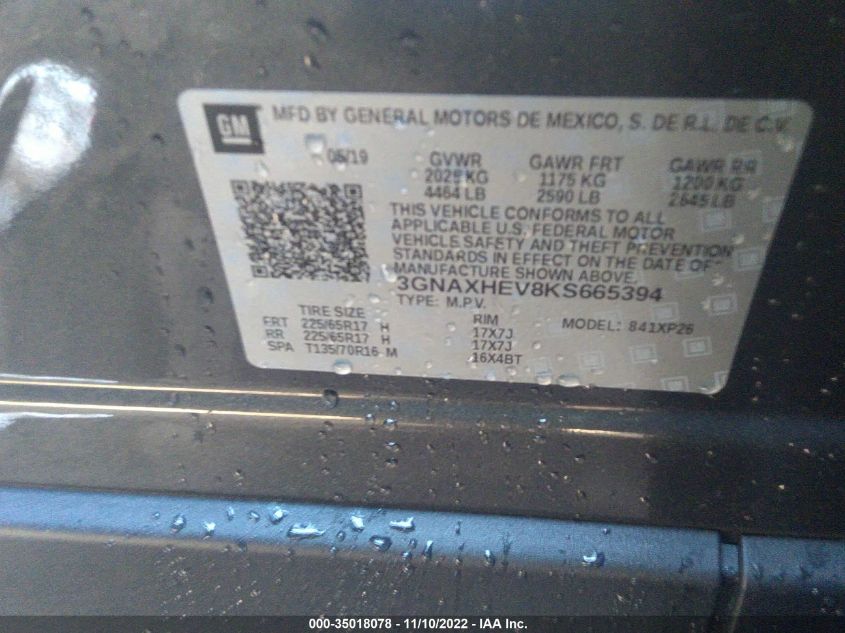 GM
MFD BY GENERAL MOTORS DE MEXICO, S. DE R.L. DE C.V.
06/19 GVWR GAWR FRT GAWR RR
2025 KG 1175 KG 1200 KG
4464 LB 2590 LB 2645 LB
THIS VEHICLE CONFORMS TO ALL
APPLICABLE U.S. FEDERAL MOTOR
VEHICLE SAFETY AND THEFT PREVENTION
STANDARDS IN EFFECT ON THE DATE OF
MANUFACTURE SHOWN ABOVE.
3GNAXHEV8KS665394
TYPE: M.P.V.
TIRE SIZE RIM MODEL: 841XP26
FRT 225/65R17 H 17X7J
RR 225/65R17 H 17X7J
SPA T135/70R16 M 16X4BT
000-35018078 - 11/10/2022 - IAA Inc.